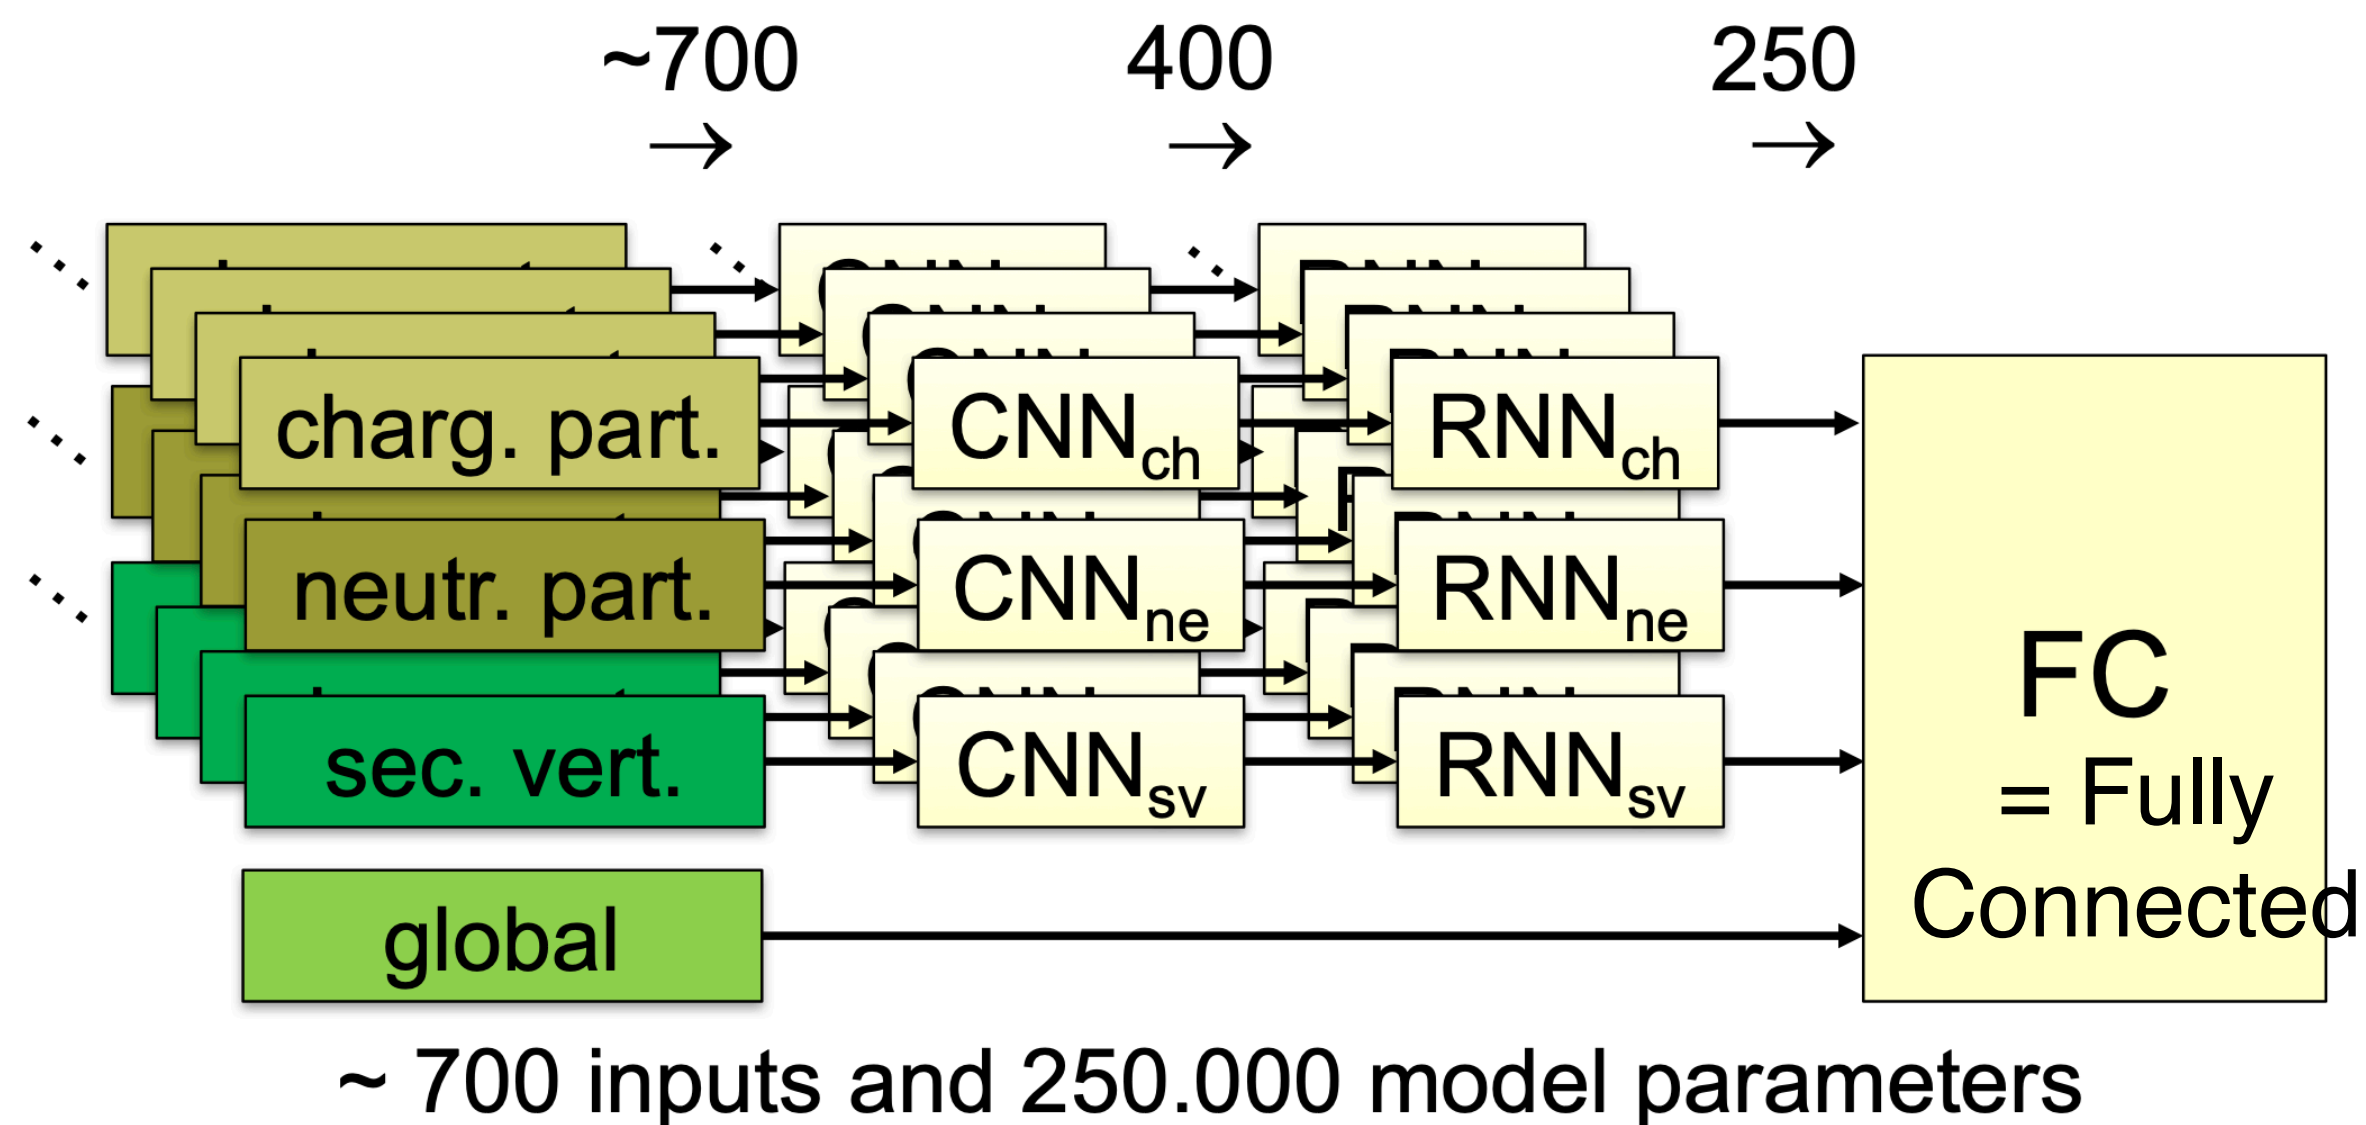 ~700 400 250
→ → →
charg. part. CNNch RNNch
neutr. part. CNNne RNNne
sec. vert. CNNsv RNNsv
global
FC
= Fully
Connected
~ 700 inputs and 250.000 model parameters